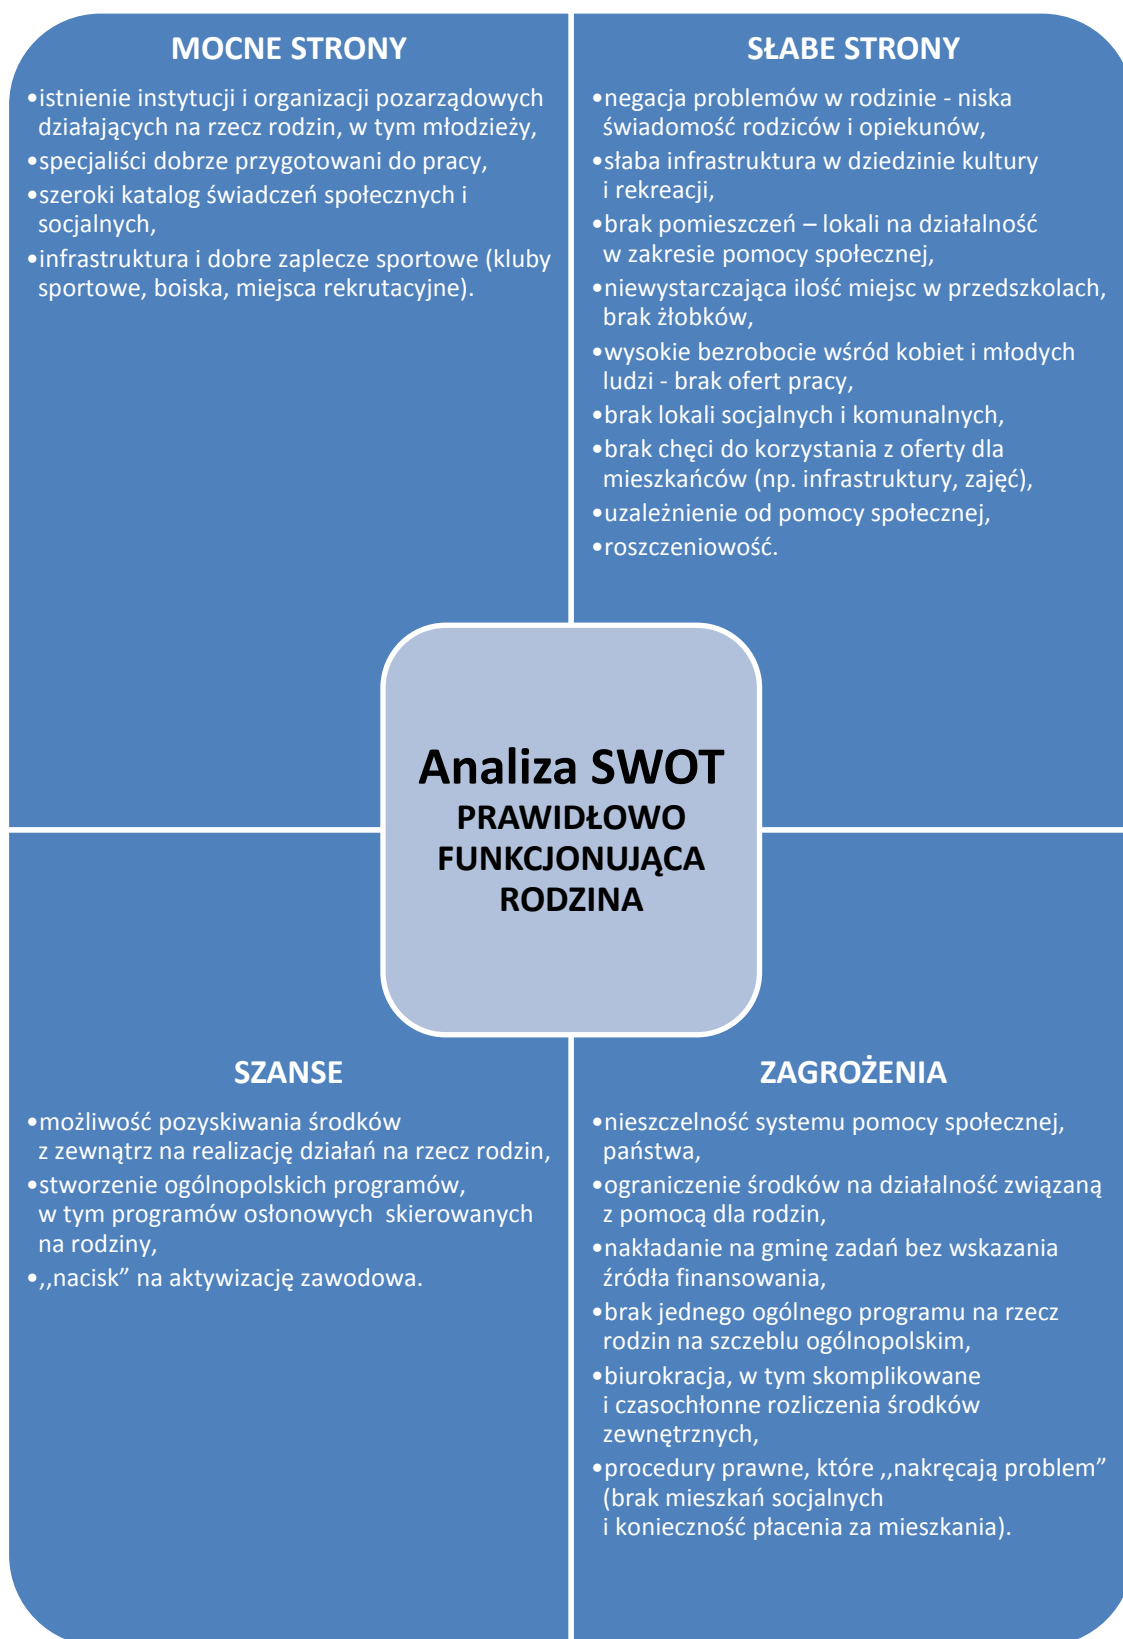 MOCNE STRONY
•istnienie instytucji i organizacji pozarządowych
działających na rzecz rodzin, w tym młodzieży,
•specjaliści dobrze przygotowani do pracy,
•szeroki katalog świadczeń społecznych i
socjalnych,
•infrastruktura i dobre zaplecze sportowe (kluby
sportowe, boiska, miejsca rekrutacyjne).
SŁABE STRONY
•negacja problemów w rodzinie - niska
świadomość rodziców i opiekunów,
•słaba infrastruktura w dziedzinie kultury
i rekreacji,
•brak pomieszczeń – lokali na działalność
w zakresie pomocy społecznej,
•niewystarczająca ilość miejsc w przedszkolach,
brak żłobków,
•wysokie bezrobocie wśród kobiet i młodych
ludzi - brak ofert pracy,
•brak lokali socjalnych i komunalnych,
•brak chęci do korzystania z oferty dla
mieszkańców (np. infrastruktury, zajęć),
•uzależnienie od pomocy społecznej,
•roszczeniowość.
Analiza SWOT
PRAWIDŁOWO
FUNKCJONUJĄCA
RODZINA
SZANSE
•możliwość pozyskiwania środków
z zewnątrz na realizację działań na rzecz rodzin,
•stworzenie ogólnopolskich programów,
w tym programów osłonowych  skierowanych
na rodziny,
•,,nacisk” na aktywizację zawodowa.
ZAGROŻENIA
•nieszczelność systemu pomocy społecznej,
państwa,
•ograniczenie środków na działalność związaną
z pomocą dla rodzin,
•nakładanie na gminę zadań bez wskazania
źródła finansowania,
•brak jednego ogólnego programu na rzecz
rodzin na szczeblu ogólnopolskim,
•biurokracja, w tym skomplikowane
i czasochłonne rozliczenia środków
zewnętrznych,
•procedury prawne, które ,,nakręcają problem”
(brak mieszkań socjalnych
i konieczność płacenia za mieszkania).